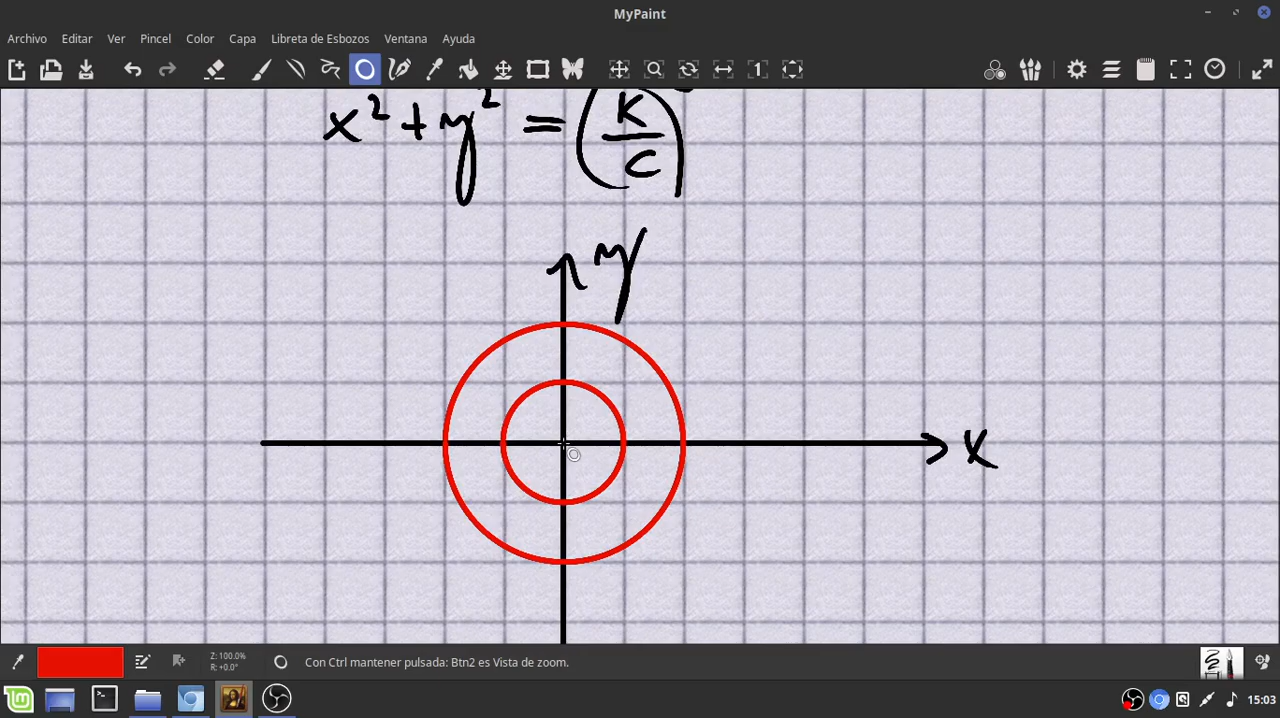 MyPaint
Archivo Editar Ver Pincel Color Capa Libreta de Esbozos Ventana Ayuda
1
x² + y² = (K/C)
y
x
Z: 100.0%
R: +0.0°
Con Ctrl mantener pulsada: Btn2 es Vista de zoom.
15:03